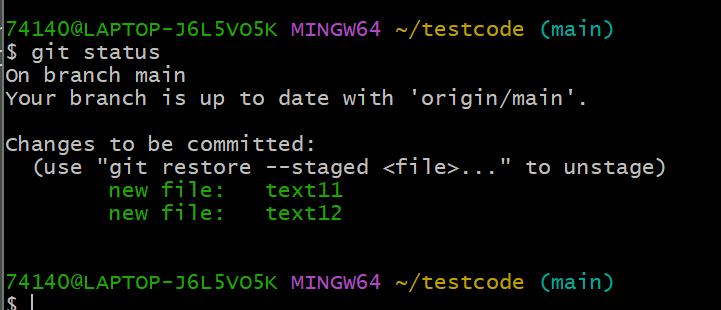 74140@LAPTOP-J6L5VO5K MINGW64 ~/testcode (main)
$ git status
On branch main
Your branch is up to date with 'origin/main'.
Changes to be committed:
  (use "git restore --staged <file>..." to unstage)
        new file:   text11
        new file:   text12
74140@LAPTOP-J6L5VO5K MINGW64 ~/testcode (main)
$